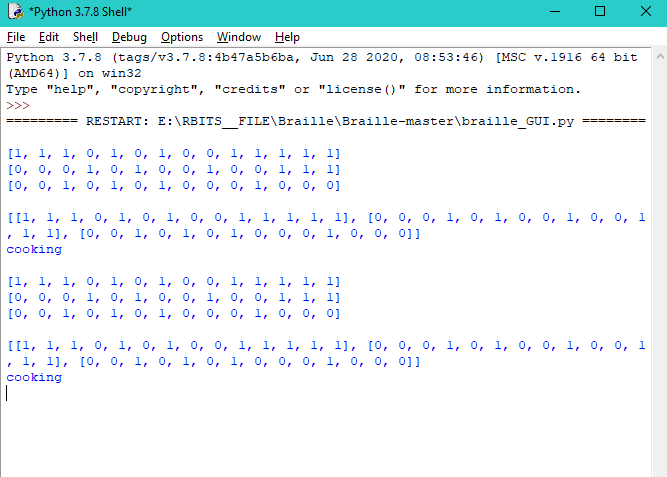 *Python 3.7.8 Shell*
File Edit Shell Debug Options Window Help
Python 3.7.8 (tags/v3.7.8:4b47a5b6ba, Jun 28 2020, 08:53:46) [MSC v.1916 64 bit
(AMD64)] on win32
Type "help", "copyright", "credits" or "license()" for more information.
>>>
========= RESTART: E:\RBITS__FILE\Braille\Braille-master\braille_GUI.py ========
[1, 1, 1, 0, 1, 0, 1, 0, 0, 1, 1, 1, 1, 1]
[0, 0, 0, 1, 0, 1, 0, 0, 1, 0, 0, 1, 1, 1]
[0, 0, 1, 0, 1, 0, 1, 0, 0, 0, 1, 0, 0, 0]
[[1, 1, 1, 0, 1, 0, 1, 0, 0, 1, 1, 1, 1, 1], [0, 0, 0, 1, 0, 1, 0, 0, 1, 0, 0, 1
, 1, 1], [0, 0, 1, 0, 1, 0, 1, 0, 0, 0, 1, 0, 0, 0]]
cooking
[1, 1, 1, 0, 1, 0, 1, 0, 0, 1, 1, 1, 1, 1]
[0, 0, 0, 1, 0, 1, 0, 0, 1, 0, 0, 1, 1, 1]
[0, 0, 1, 0, 1, 0, 1, 0, 0, 0, 1, 0, 0, 0]
[[1, 1, 1, 0, 1, 0, 1, 0, 0, 1, 1, 1, 1, 1], [0, 0, 0, 1, 0, 1, 0, 0, 1, 0, 0, 1
, 1, 1], [0, 0, 1, 0, 1, 0, 1, 0, 0, 0, 1, 0, 0, 0]]
cooking